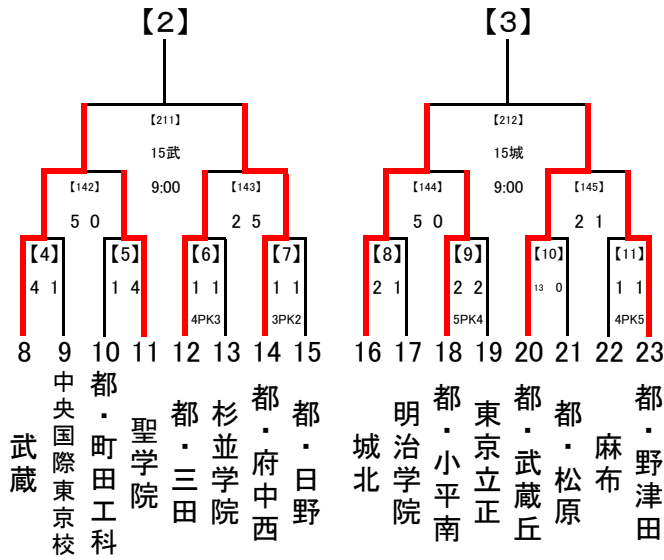 【2】 【3】
【211】 【212】
15武 15城
9:00 9:00
【142】 【143】 【144】 【145】
5 0 2 5 5 0 2 1
【4】 【5】 【6】 【7】 【8】 【9】 【10】 【11】
4 1 1 4 1 1 1 1 2 1 2 2 13 0 1 1
4PK3 3PK2 5PK4 4PK5
8 9 10 11 12 13 14 15 16 17 18 19 20 21 22 23
武蔵
中央国際東京校
都・町田工科
聖学院
都・三田
杉並学院
都・府中西
都・日野
城北
明治学院
都・小平南
東京立正
都・武蔵丘
都・松原
麻布
都・野津田